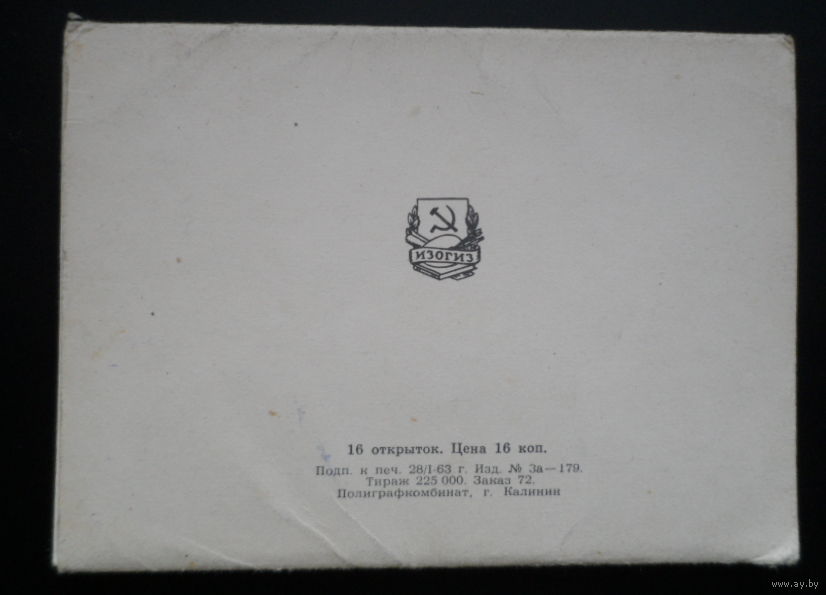 ИЗОГИЗ
16 открыток. Цена 16 коп.
Подп. к печ. 28/I-63 г. Изд. № 3а—179.
Тираж 225 000. Заказ 72.
Полиграфкомбинат, г. Калинин
www.ay.by